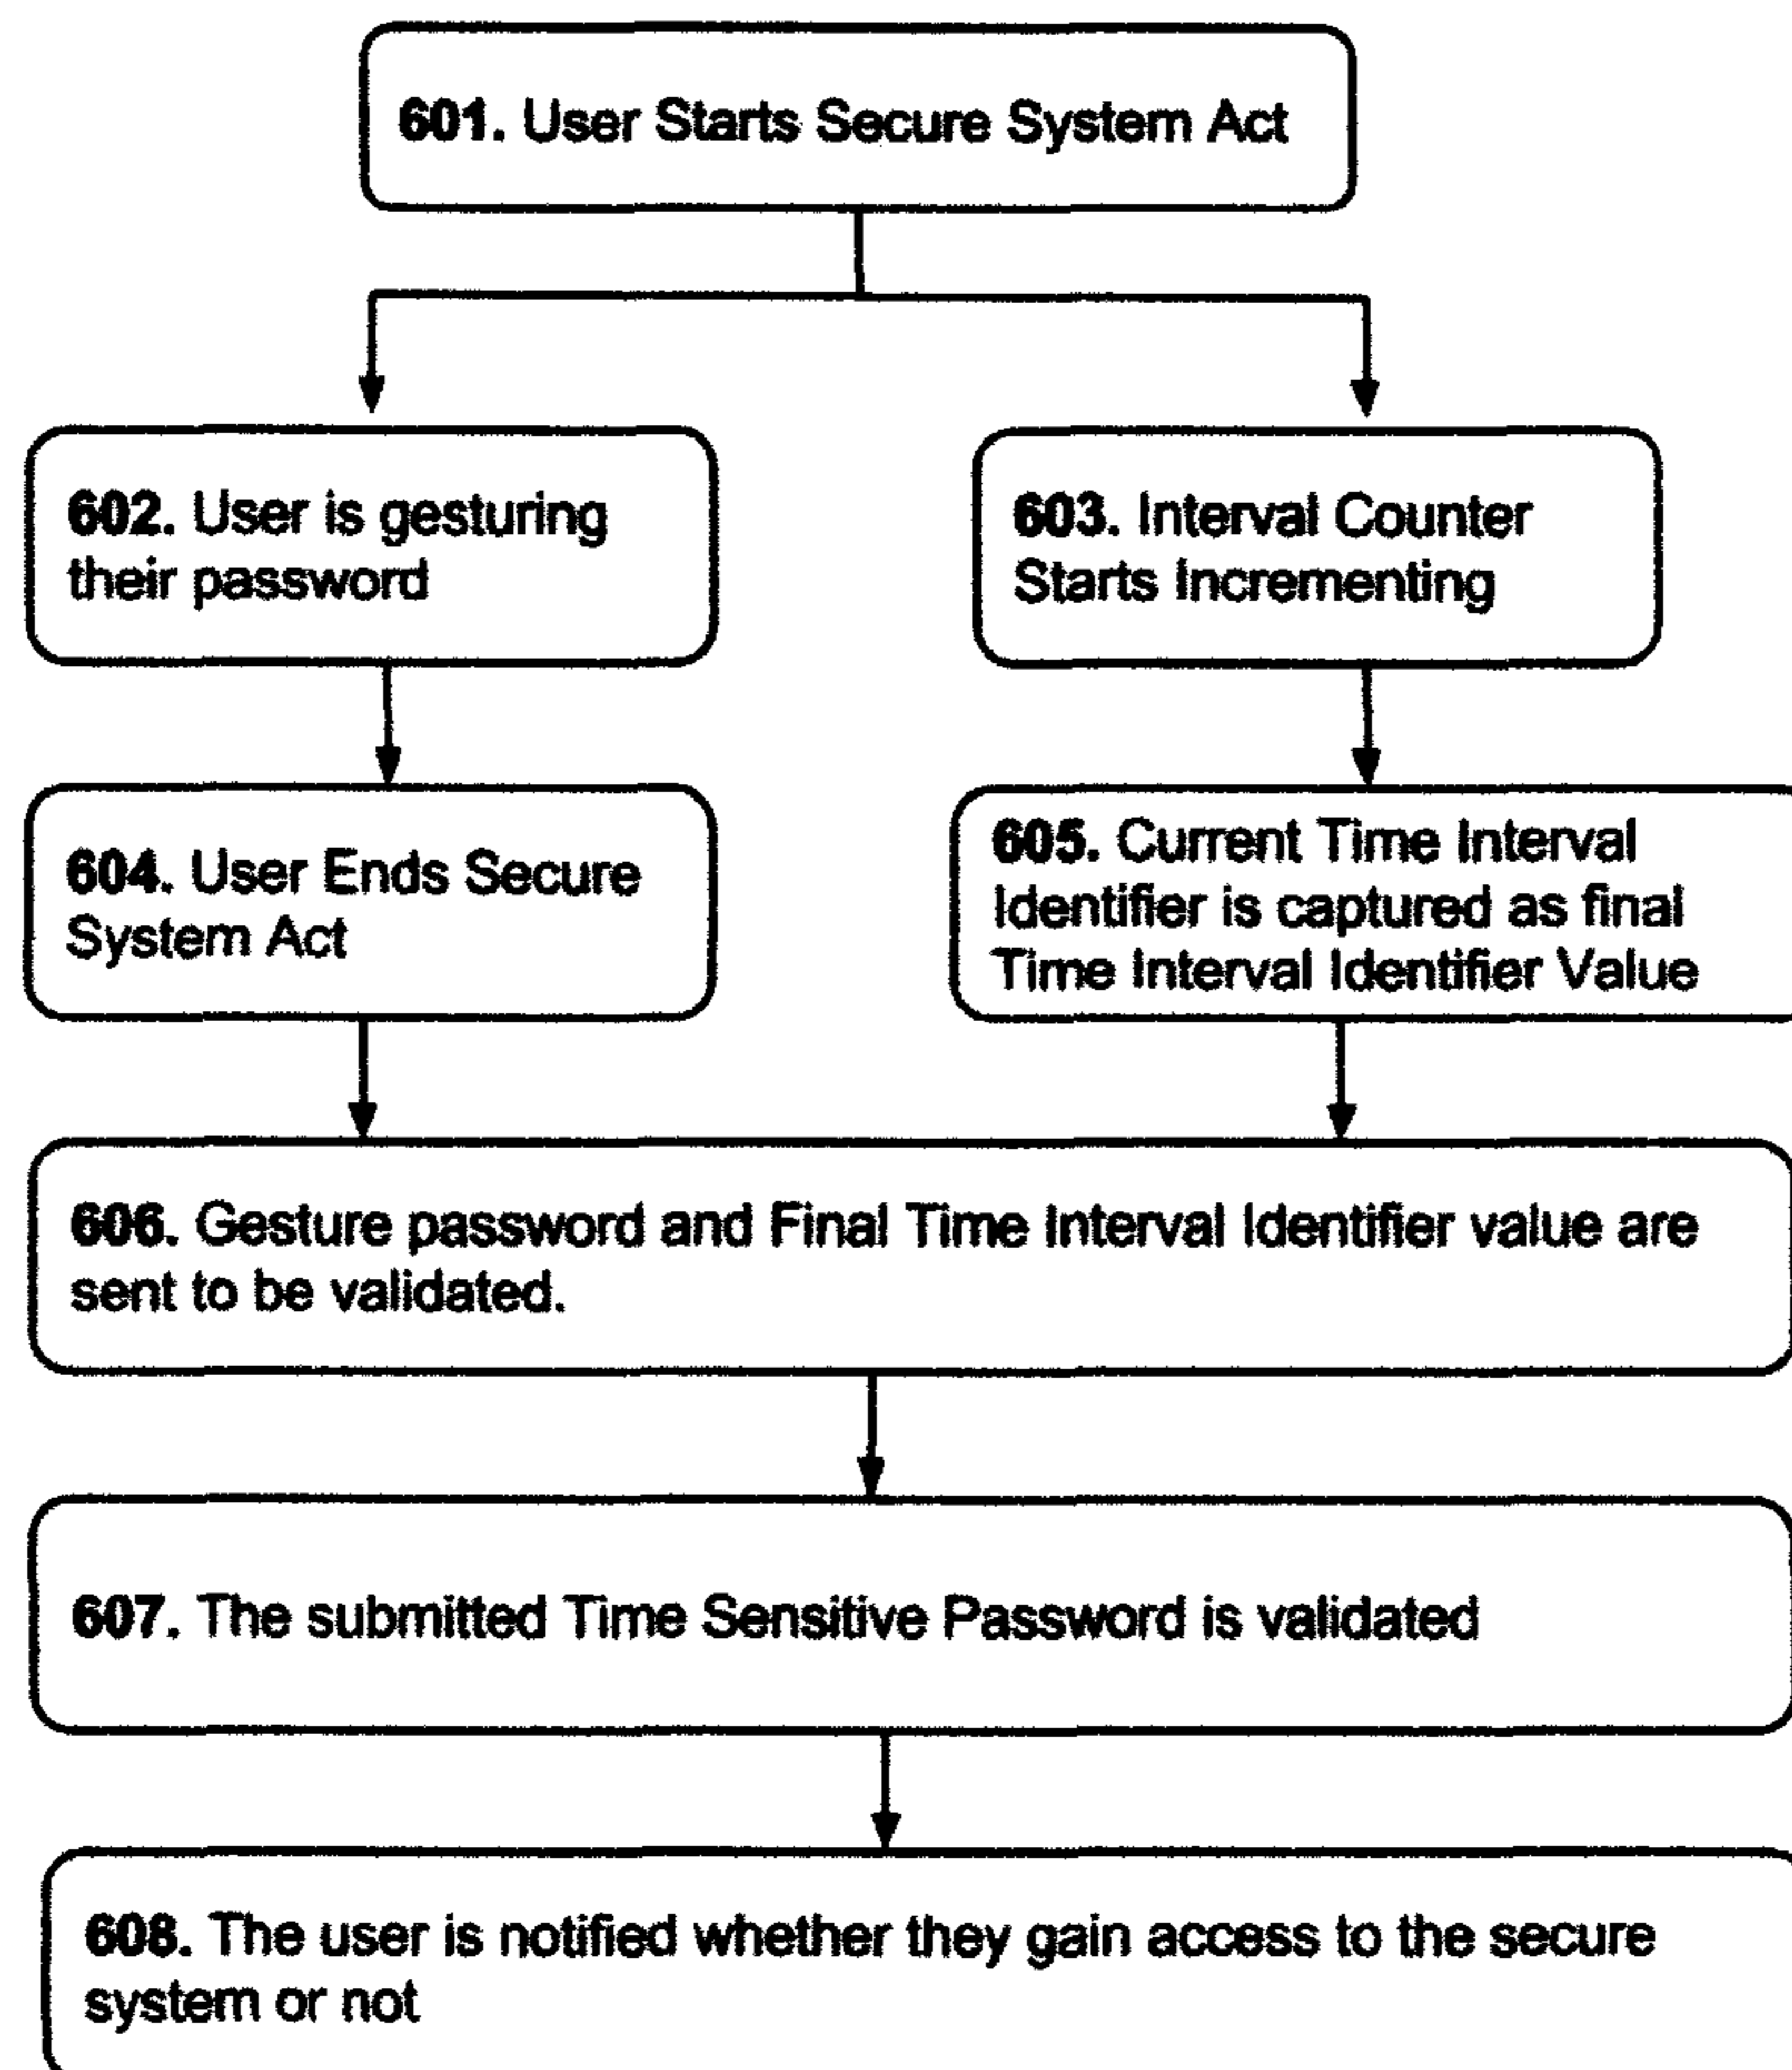 601. User Starts Secure System Act
602. User is gesturing
their password
603. Interval Counter
Starts Incrementing
604. User Ends Secure
System Act
605. Current Time Interval
Identifier is captured as final
Time Interval Identifier Value
606. Gesture password and Final Time Interval Identifier value are
sent to be validated.
607. The submitted Time Sensitive Password is validated
608. The user is notified whether they gain access to the secure
system or not